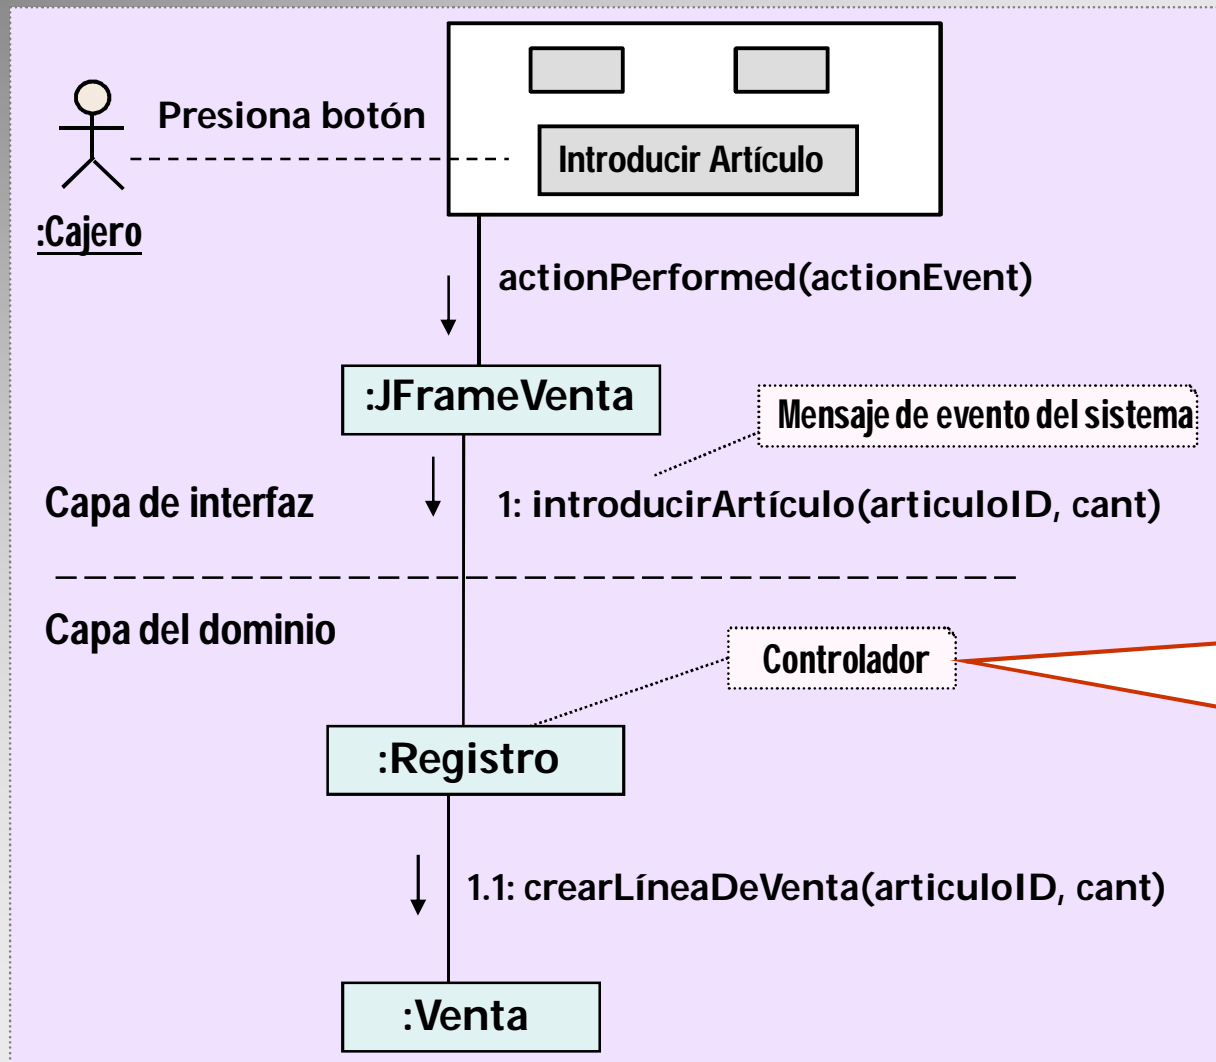 Presiona botón
Introducir Artículo
:Cajero
actionPerformed(actionEvent)
:JFrameVenta
Mensaje de evento del sistema
Capa de interfaz
1: introducirArtículo(articuloID, cant)
Capa del dominio
Controlador
:Registro
1.1: crearLíneaDeVenta(articuloID, cant)
:Venta